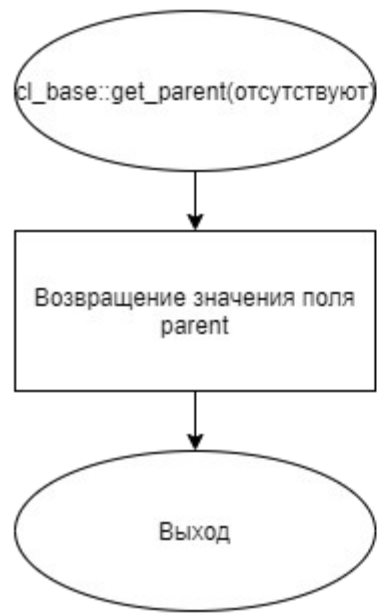 cl_base::get_parent(отсутствуют)
Возвращение значения поля
parent
Выход